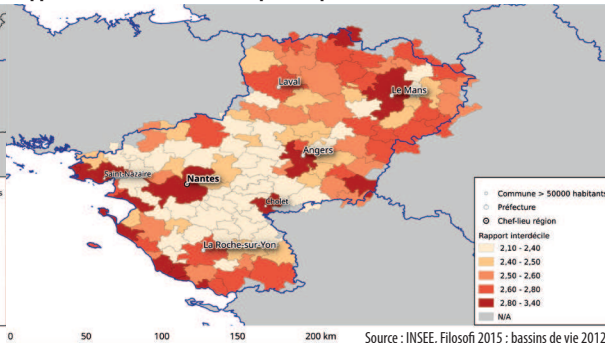 Laval
Le Mans
Angers
Saint-Nazaire
Nantes
Cholet
La Roche-sur-Yon
Commune > 50000 habitants
Préfecture
Chef-lieu région
Rapport interdécile
2,10 - 2,40
2,40 - 2,50
2,50 - 2,60
2,60 - 2,80
2,80 - 3,40
N/A
0 50 100 150 200 km
Source : INSEE, Filosofi 2015 ; bassins de vie 2012